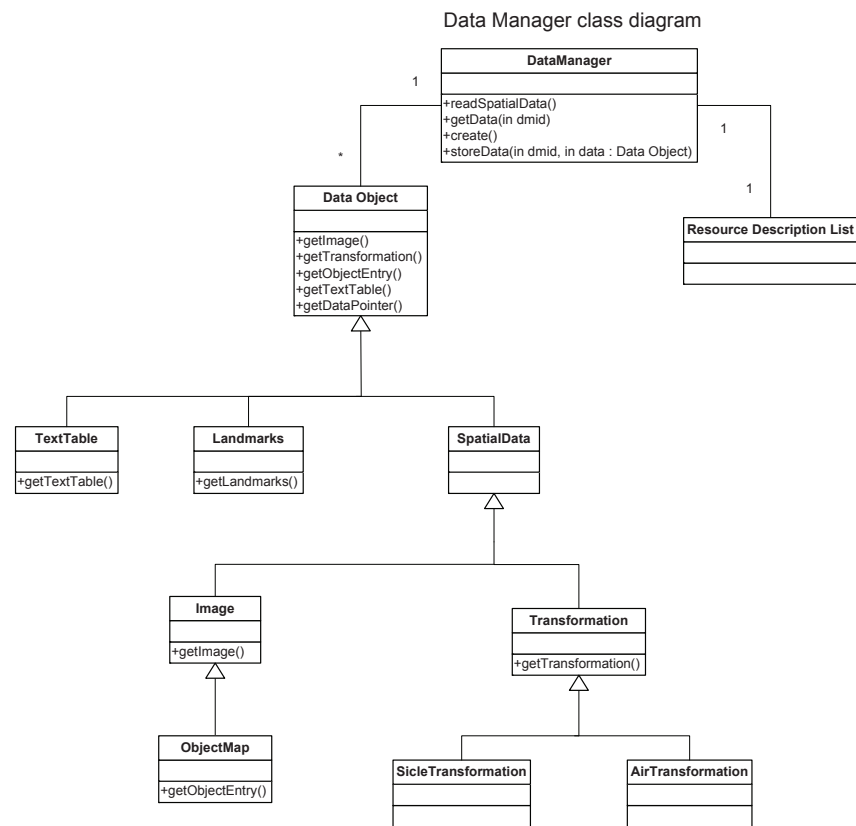 Data Manager class diagram
DataManager
+readSpatialData()
+getData(in dmid)
+create()
+storeData(in dmid, in data : Data Object)
1
*
1
1
Data Object
+getImage()
+getTransformation()
+getObjectEntry()
+getTextTable()
+getDataPointer()
Resource Description List
TextTable
+getTextTable()
Landmarks
+getLandmarks()
SpatialData
Image
+getImage()
Transformation
+getTransformation()
ObjectMap
+getObjectEntry()
SicleTransformation
AirTransformation